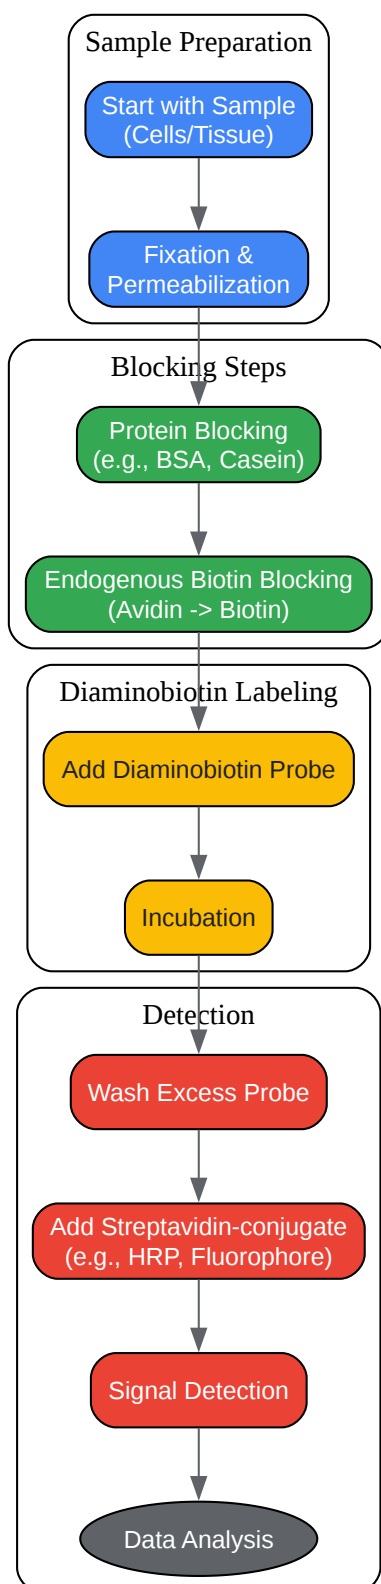 Sample Preparation
Start with Sample
(Cells/Tissue)
Fixation &
Permeabilization
Blocking Steps
Protein Blocking
(e.g., BSA, Casein)
Endogenous Biotin Blocking
(Avidin -> Biotin)
Diaminobiotin Labeling
Add Diaminobiotin Probe
Incubation
Detection
Wash Excess Probe
Add Streptavidin-conjugate
(e.g., HRP, Fluorophore)
Signal Detection
Data Analysis